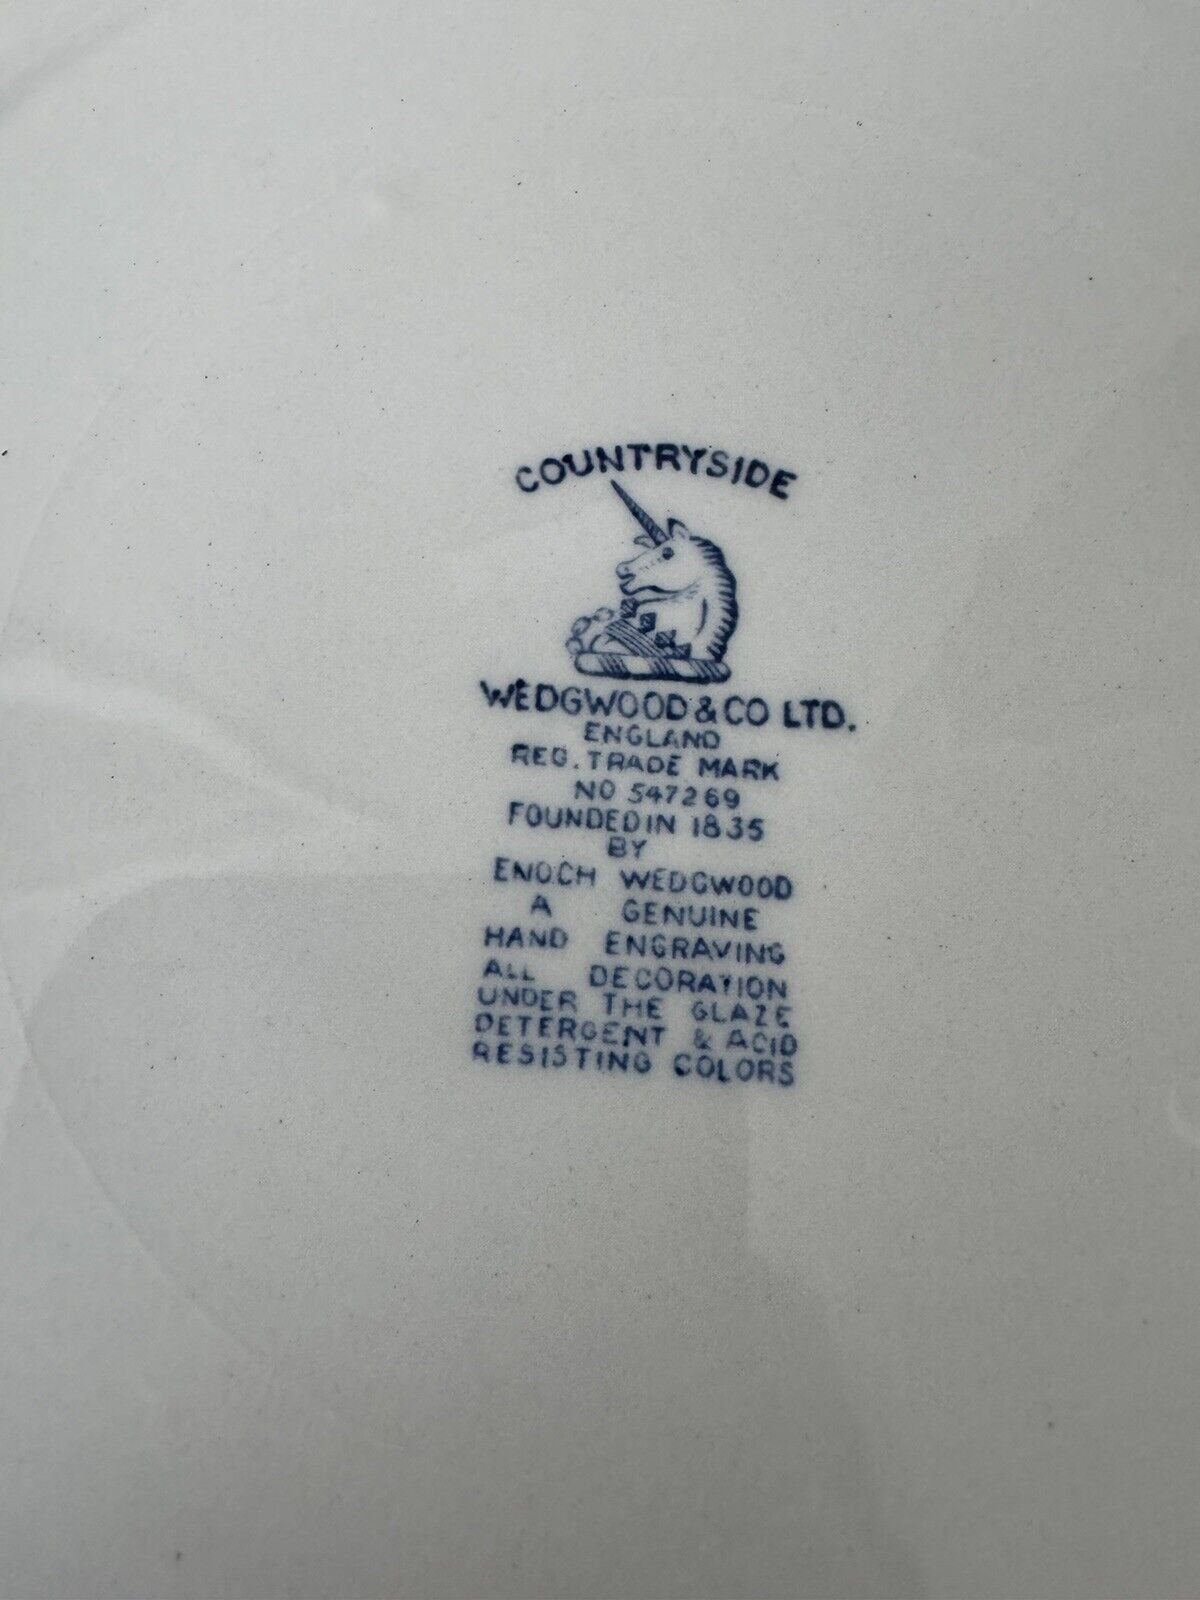 COUNTRYSIDE
WEDGWOOD & CO LTD.
ENGLAND
REG. TRADE MARK
NO 547269
FOUNDED IN 1835
BY
ENOCH WEDGWOOD
A GENUINE
HAND ENGRAVING
ALL DECORATION
UNDER THE GLAZE
DETERGENT & ACID
RESISTING COLORS